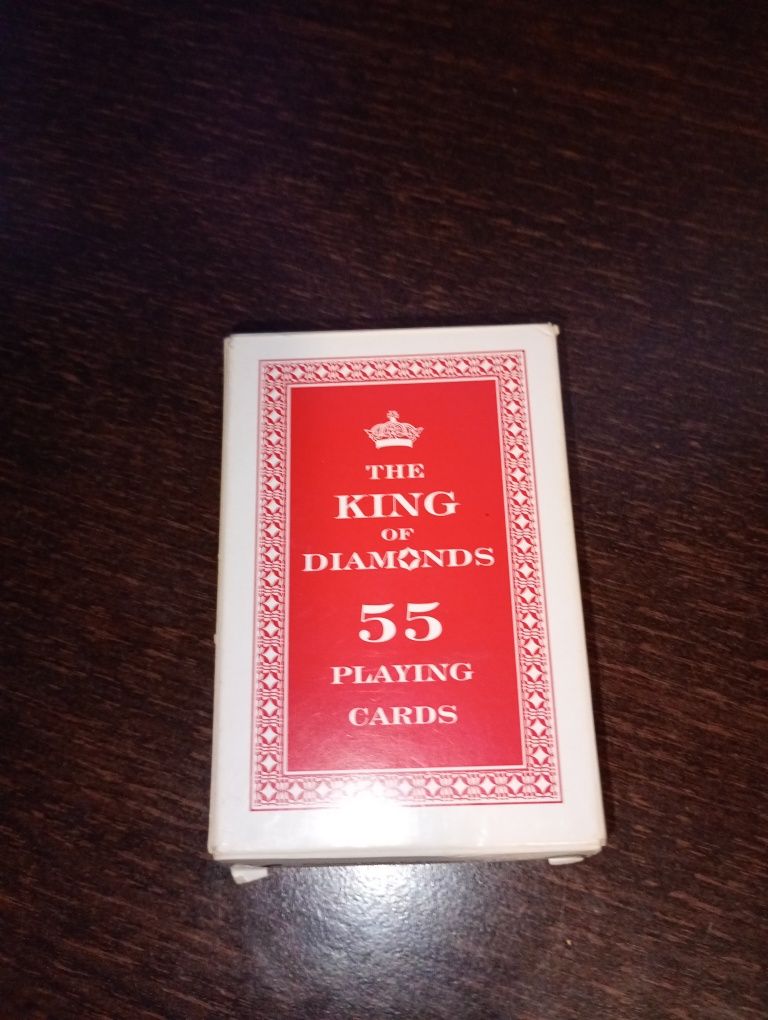 THE
KING
OF
DIAMONDS
55
PLAYING
CARDS